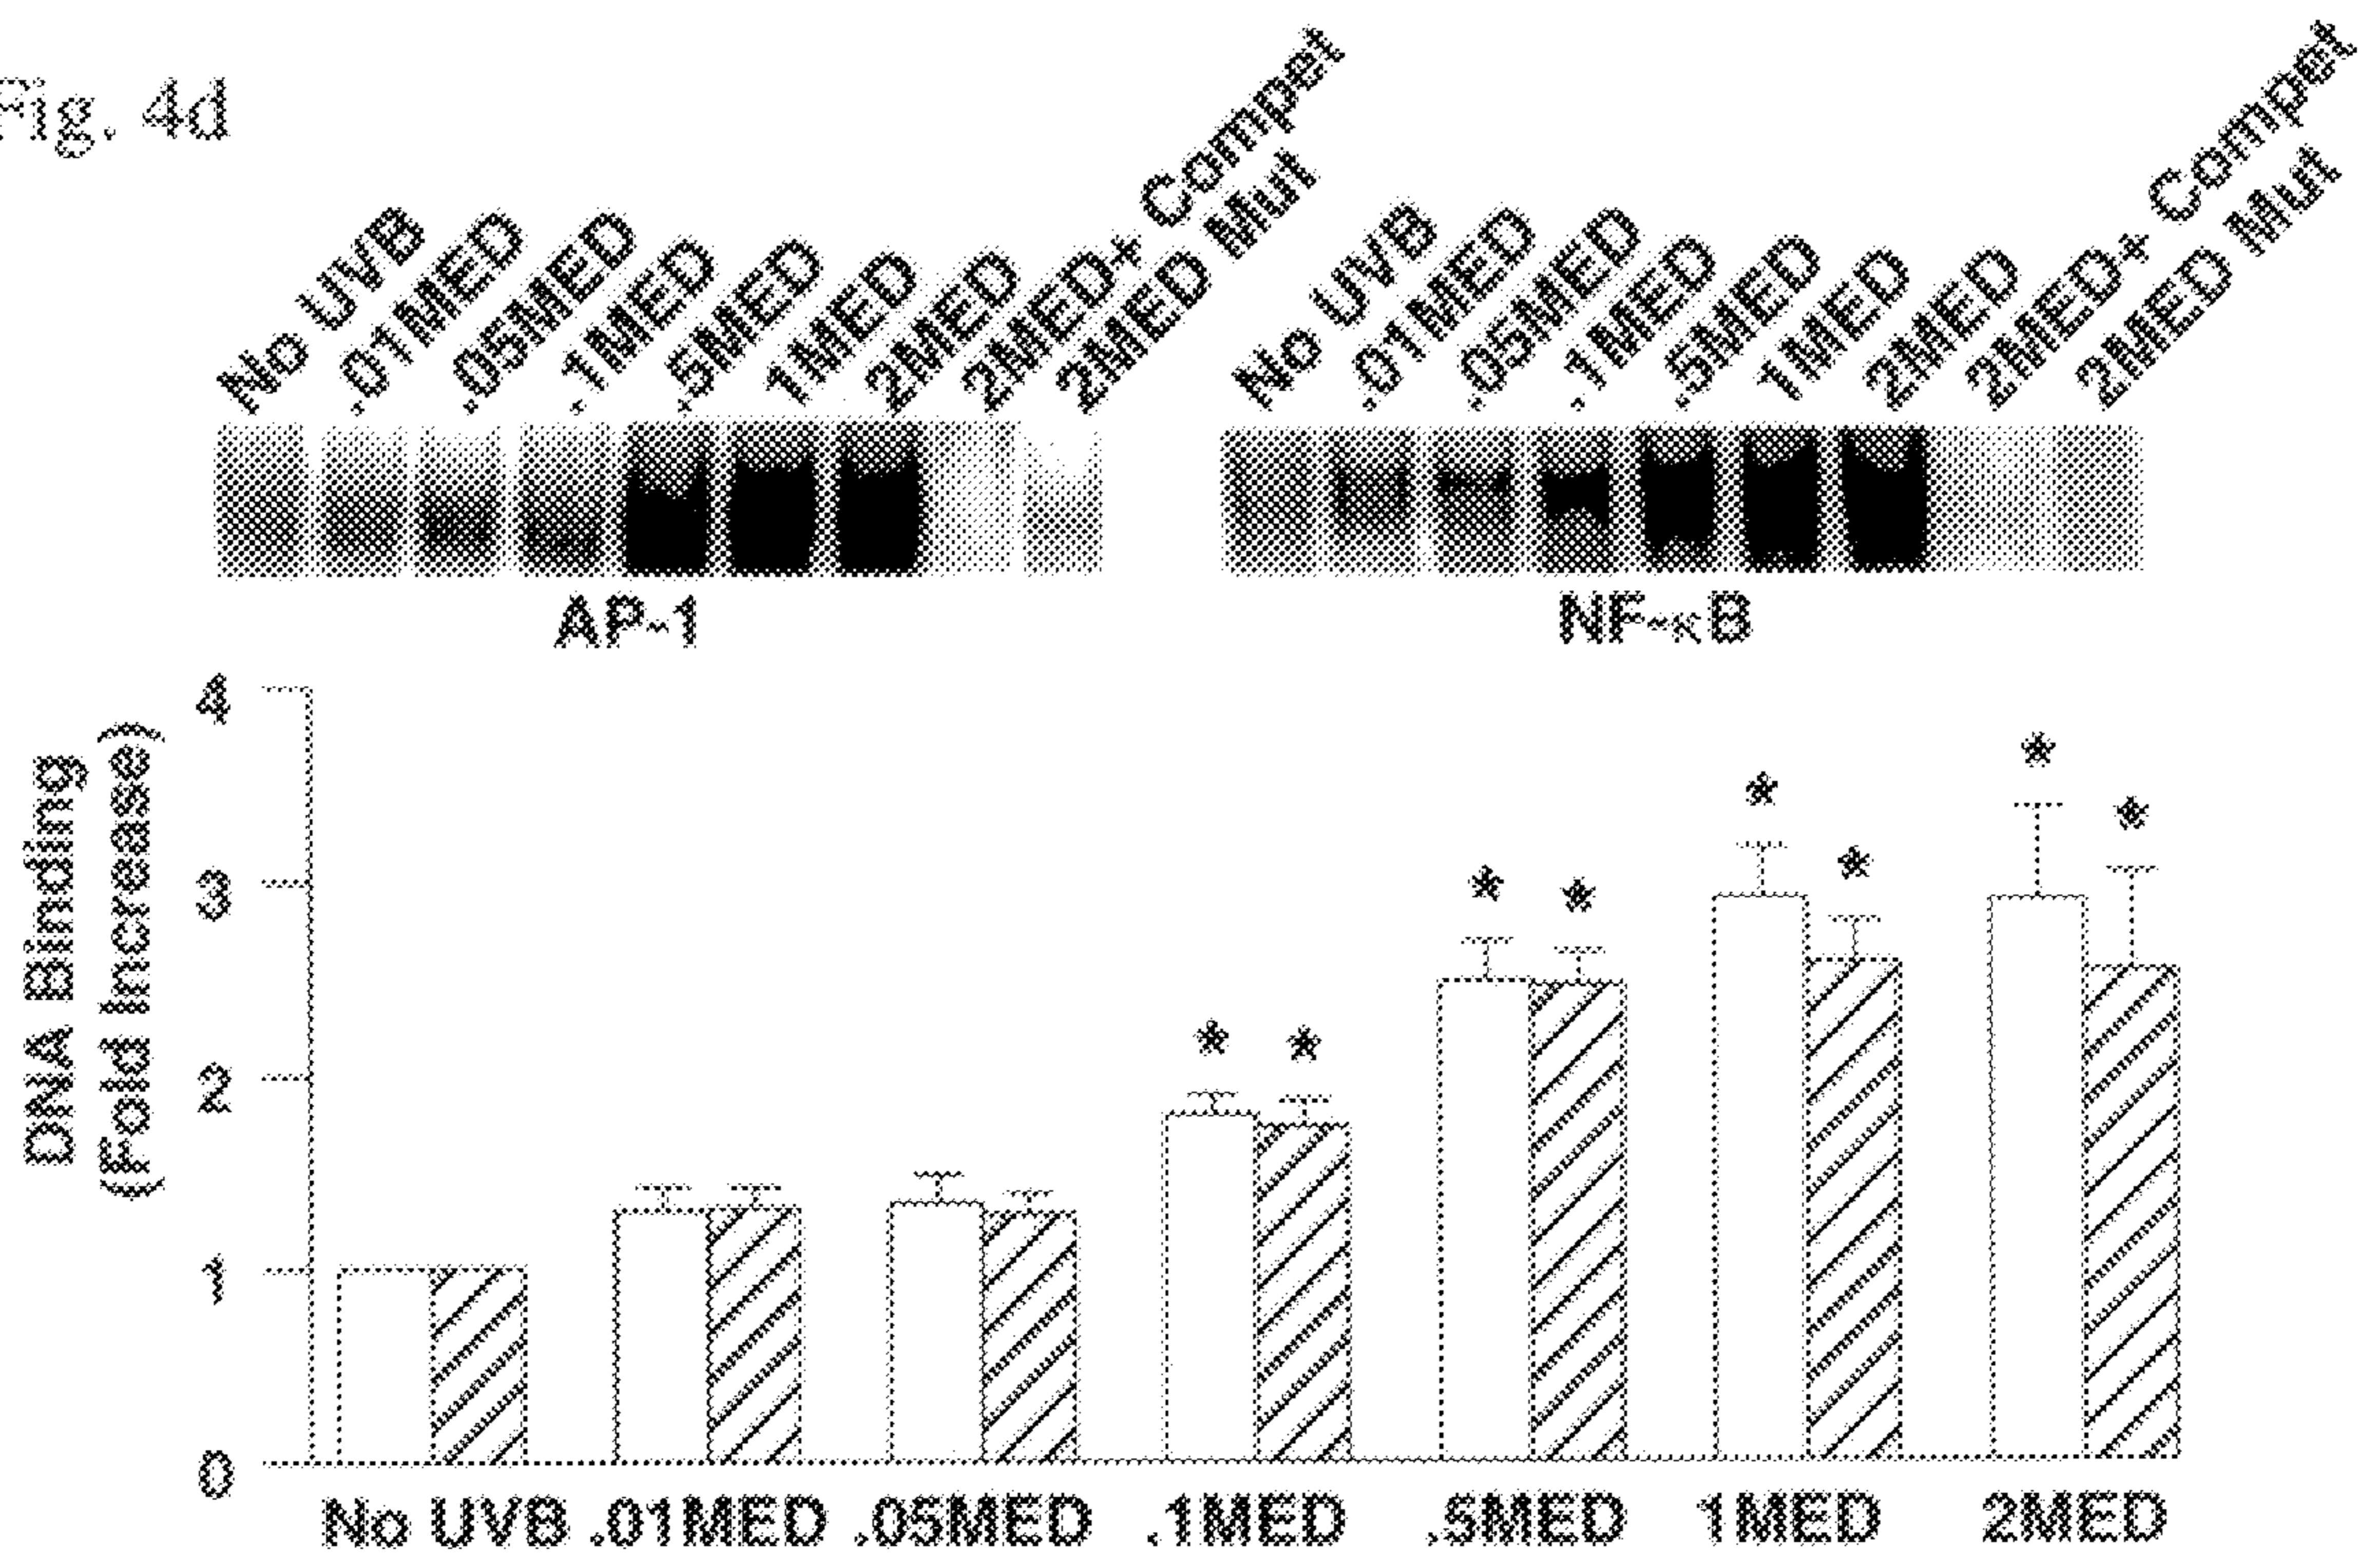 Fig. 4d
No UVB
.01MED
.05MED
.1MED
.5MED
1MED
2MED
2MED+ Compet
2MED Mut
No UVB
.01MED
.05MED
.1MED
.5MED
1MED
2MED
2MED+ Compet
2MED Mut
AP-1
NF-κB
DNA Binding
(Fold Increase)
4
3
2
1
0
* * * * * * * *
No UVB .01MED .05MED .1MED .5MED 1MED 2MED